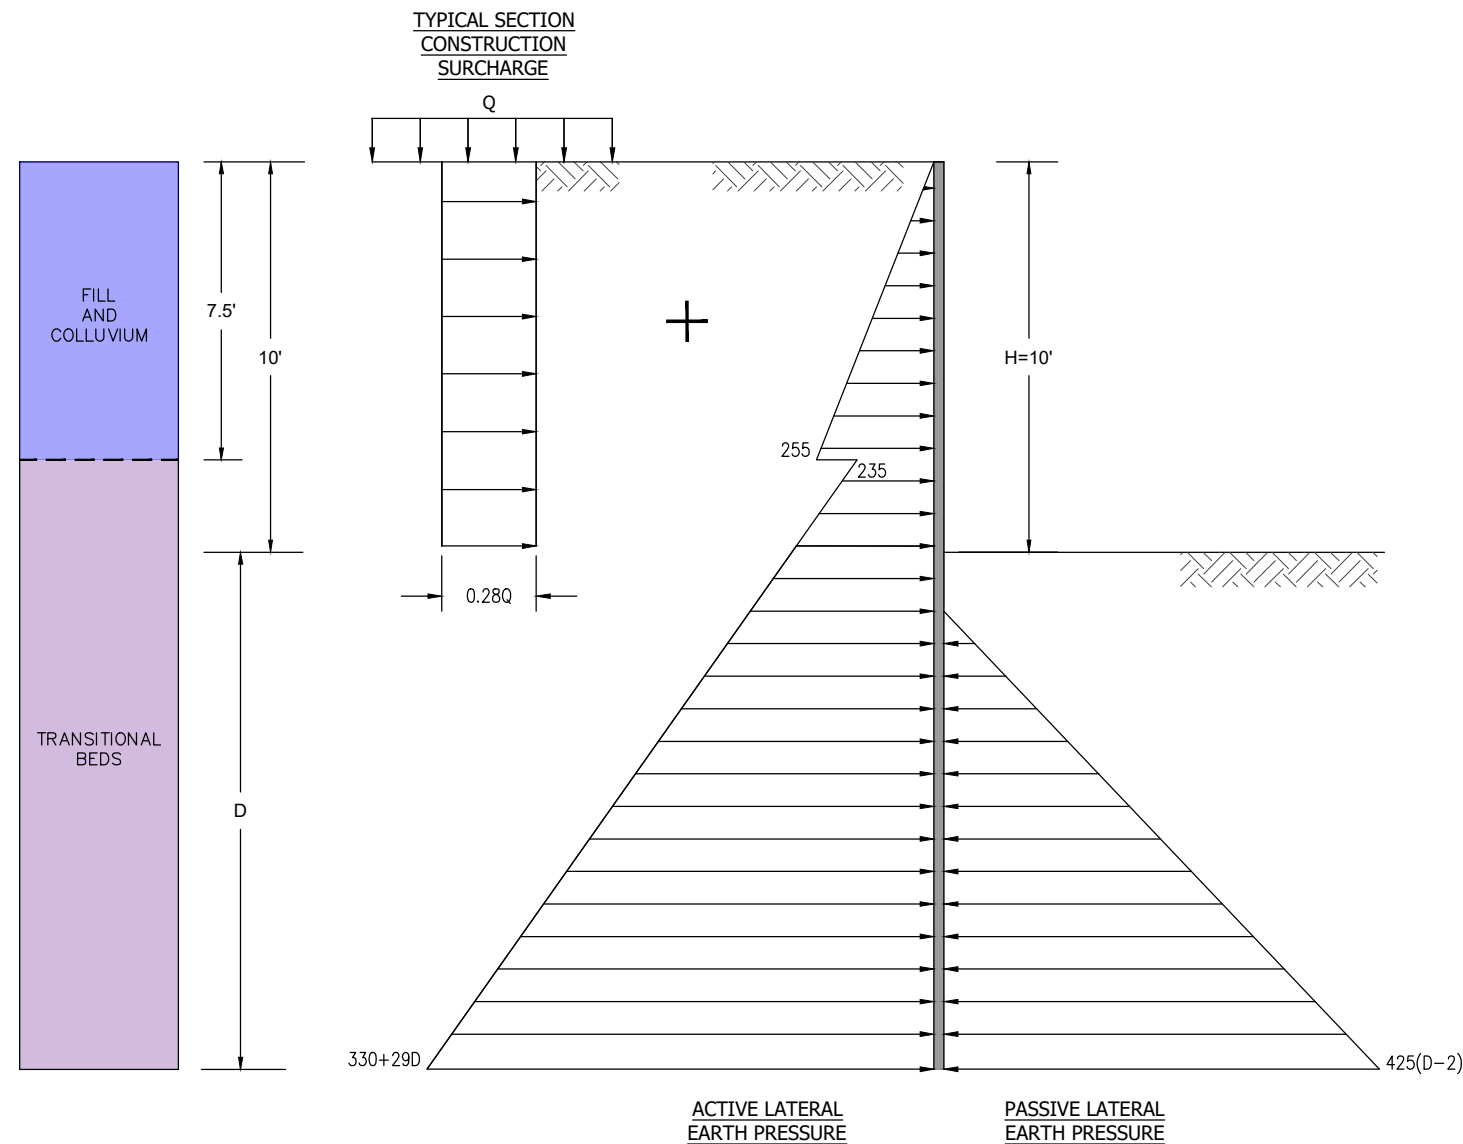 TYPICAL SECTION
CONSTRUCTION
SURCHARGE
Q
FILL
AND
COLLUVIUM
7.5'
10'
H=10'
255
235
0.28Q
TRANSITIONAL
BEDS
D
330+29D
425(D-2)
ACTIVE LATERAL
EARTH PRESSURE
PASSIVE LATERAL
EARTH PRESSURE